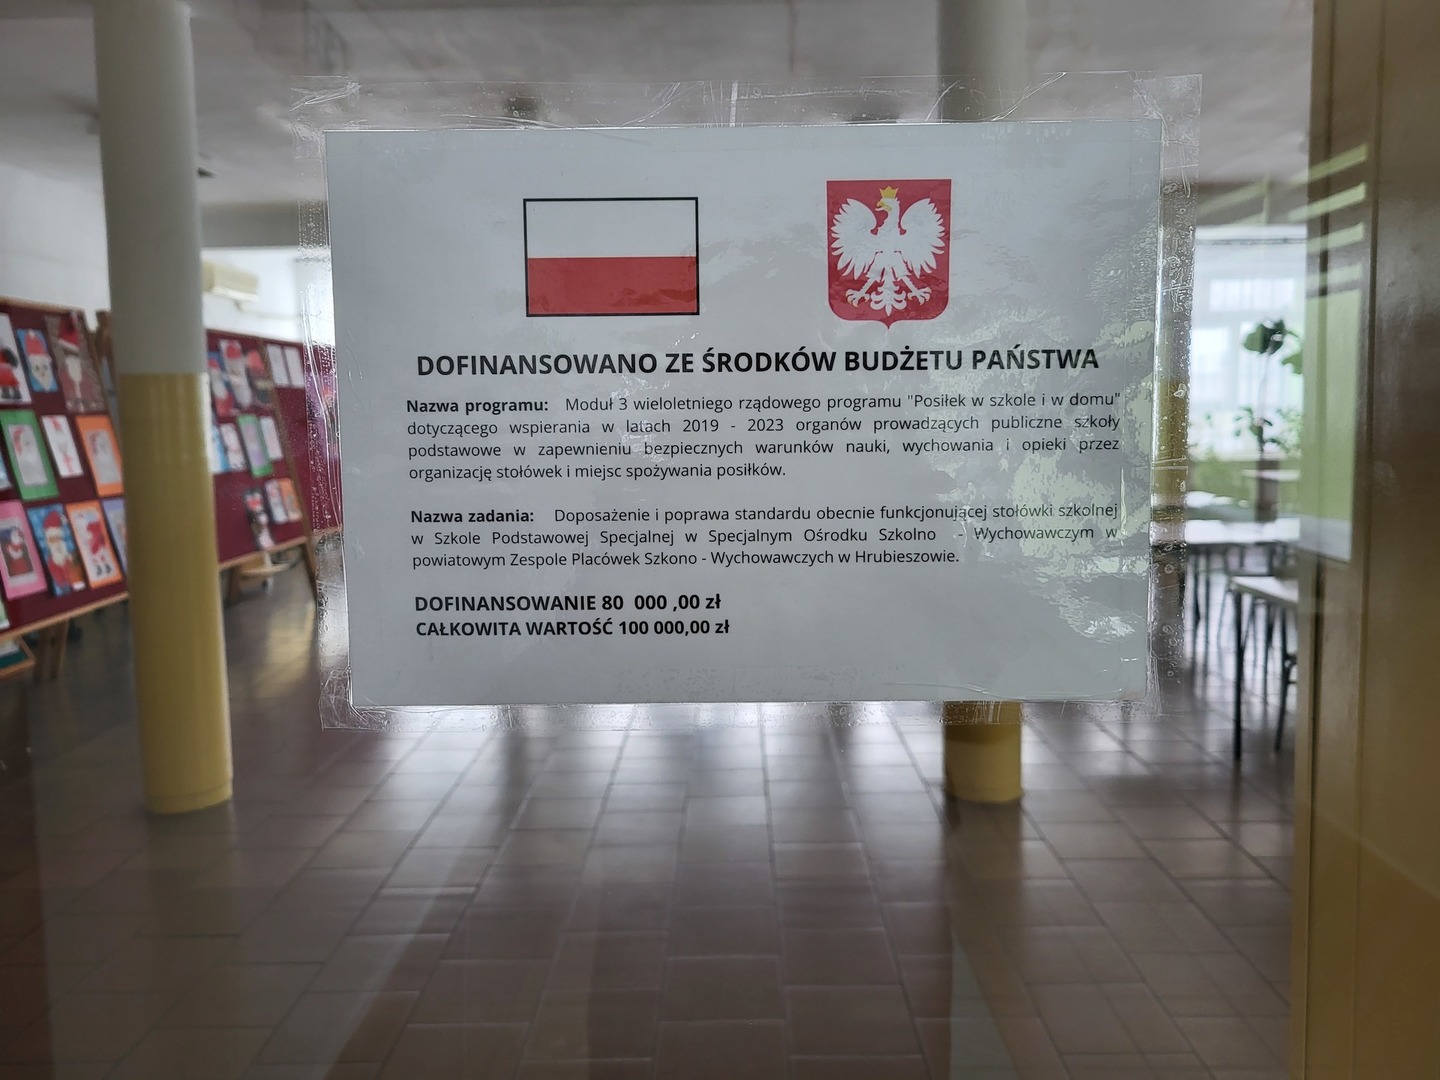 DOFINANSOWANO ZE ŚRODKÓW BUDŻETU PAŃSTWA
Nazwa programu: Moduł 3 wieloletniego rządowego programu "Posiłek w szkole i w domu"
dotyczącego wspierania w latach 2019 - 2023 organów prowadzących publiczne szkoły
podstawowe w zapewnieniu bezpiecznych warunków nauki, wychowania i opieki przez
organizację stołówek i miejsc spożywania posiłków.
Nazwa zadania: Doposażenie i poprawa standardu obecnie funkcjonującej stołówki szkolnej
w Szkole Podstawowej Specjalnej w Specjalnym Ośrodku Szkolno - Wychowawczym w
powiatowym Zespole Placówek Szkono - Wychowawczych w Hrubieszowie.
DOFINANSOWANIE 80 000 ,00 zł
CAŁKOWITA WARTOŚĆ 100 000,00 zł